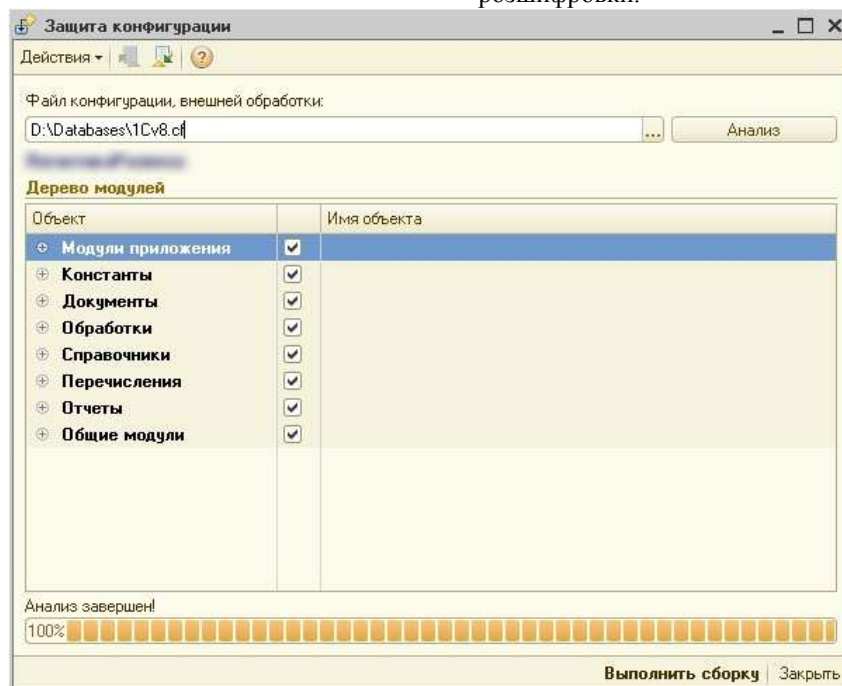 розшифровки.
Защита конфигурации
Действия
Файл конфигурации, внешней обработки:
D:\Databases\1Cv8.cf
... Анализ
Дерево модулей
Объект Имя объекта
Модули приложения
Константы
Документы
Обработки
Справочники
Перечисления
Отчеты
Общие модули
Анализ завершен!
100%
Выполнить сборку Закрыть